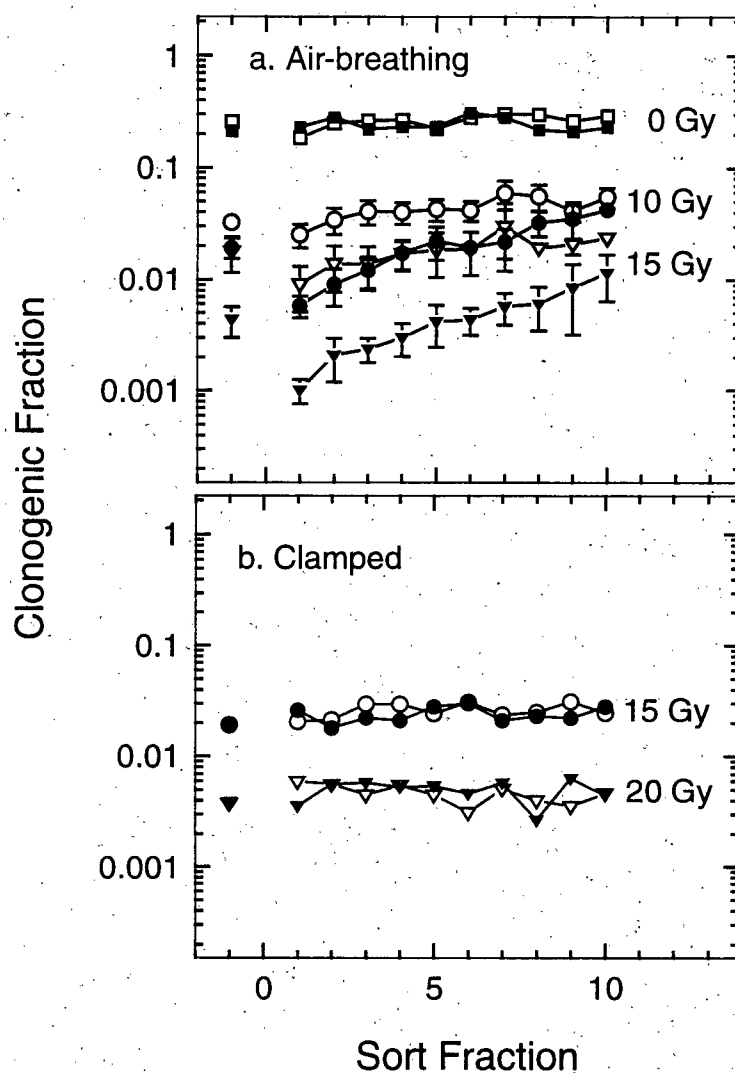 a. Air-breathing
1
0 Gy
0.1
10 Gy
0.01
15 Gy
0.001
Clonogenic Fraction
b. Clamped
1
0.1
15 Gy
0.01
20 Gy
0.001
0
5
10
Sort Fraction